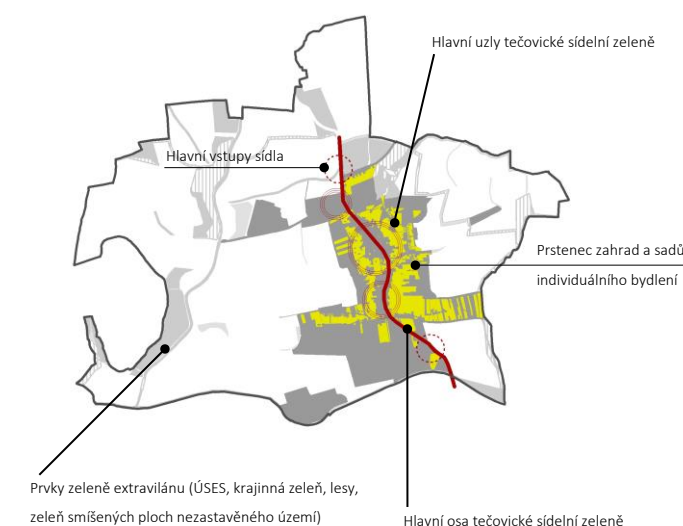 Hlavní uzly tečovické sídelní zeleně
Hlavní vstupy sídla
Prstenec zahrad a sadů
individuálního bydlení
Prvky zeleně extravilánu (ÚSES, krajinná zeleň, lesy,
zeleň smíšených ploch nezastavěného území)
Hlavní osa tečovické sídelní zeleně